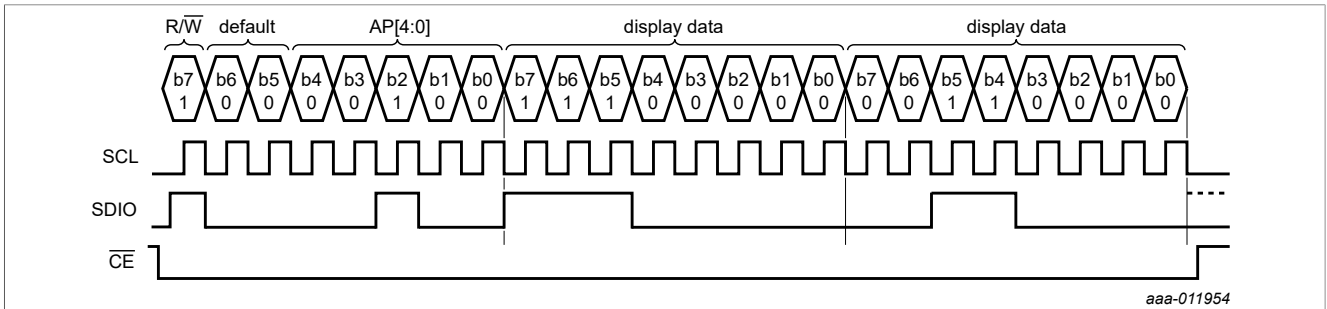 R/W default AP[4:0] display data display data
b7 b6 b5 b4 b3 b2 b1 b0 b7 b6 b5 b4 b3 b2 b1 b0 b7 b6 b5 b4 b3 b2 b1 b0
1 0 0 0 0 1 0 0 1 1 1 0 0 0 0 0 0 0 1 1 0 0 0 0
SCL
SDIO
CE
aaa-011954